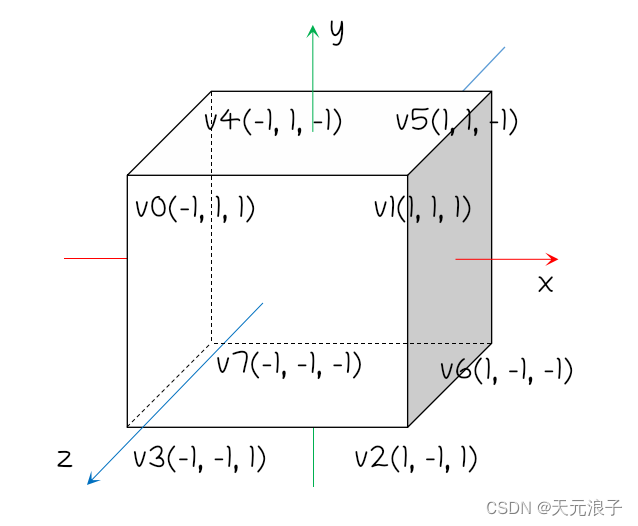 y
v4(-1, 1, -1) v5(1, 1, -1)
v0(-1, 1, 1) v1(1, 1, 1)
x
v7(-1, -1, -1) v6(1, -1, -1)
z v3(-1, -1, 1) v2(1, -1, 1)
CSDN @天元浪子